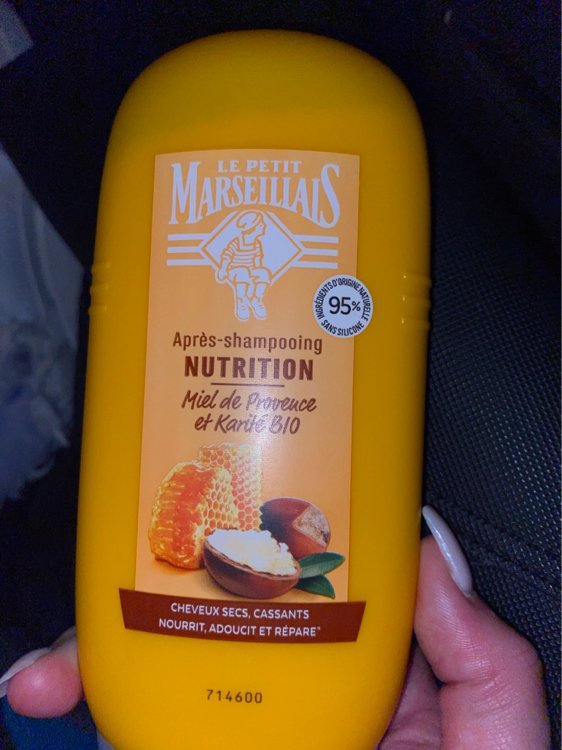 LE PETIT
MARSEILLAIS
INGRÉDIENTS D'ORIGINE NATURELLE
95%
SANS SILICONE
Après-shampooing
NUTRITION
Miel de Provence
et Karité BIO
CHEVEUX SECS, CASSANTS
NOURRIT, ADOUCIT ET RÉPARE*
714600